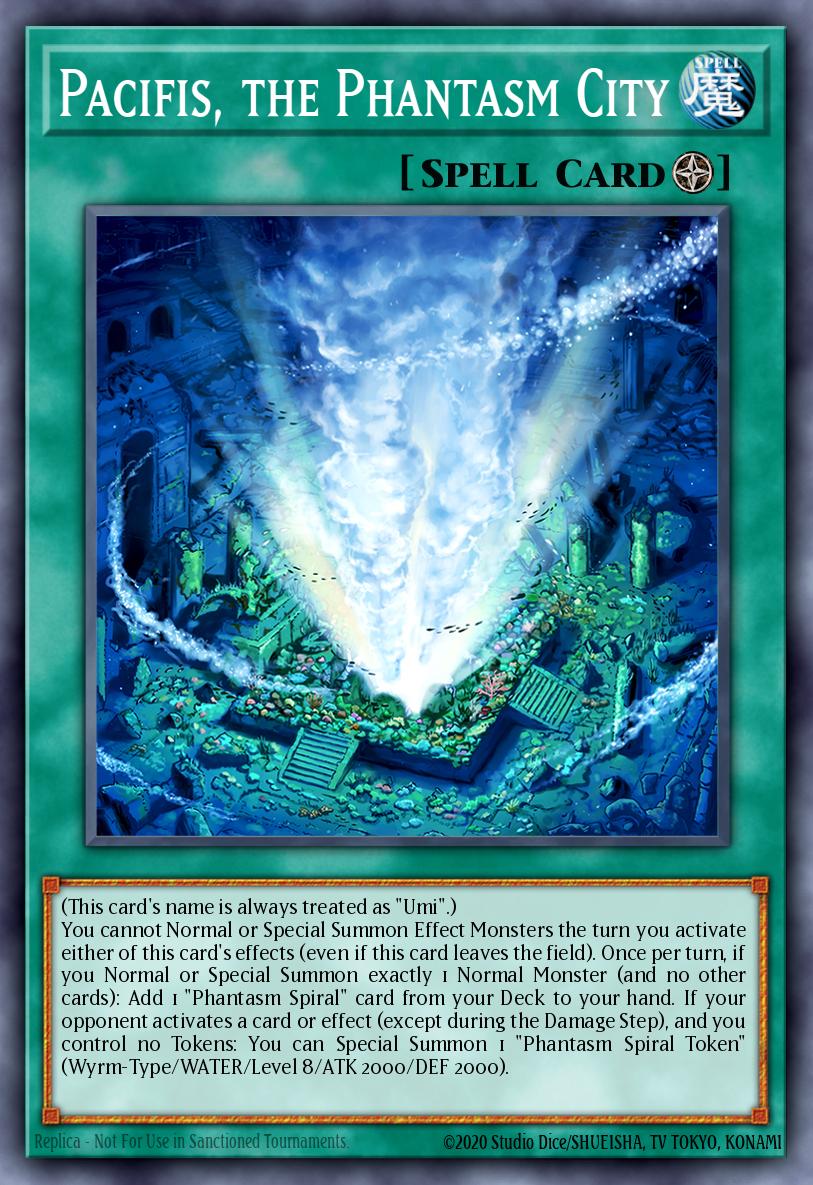 Pacifis, the Phantasm City
SPELL
魔
[Spell Card]
(This card's name is always treated as "Umi".)
You cannot Normal or Special Summon Effect Monsters the turn you activate
either of this card's effects (even if this card leaves the field). Once per turn, if
you Normal or Special Summon exactly 1 Normal Monster (and no other
cards): Add 1 "Phantasm Spiral" card from your Deck to your hand. If your
opponent activates a card or effect (except during the Damage Step), and you
control no Tokens: You can Special Summon 1 "Phantasm Spiral Token"
(Wyrm-Type/WATER/Level 8/ATK 2000/DEF 2000).
Replica - Not For Use in Sanctioned Tournaments.
©2020 Studio Dice/SHUEISHA, TV TOKYO, KONAMI